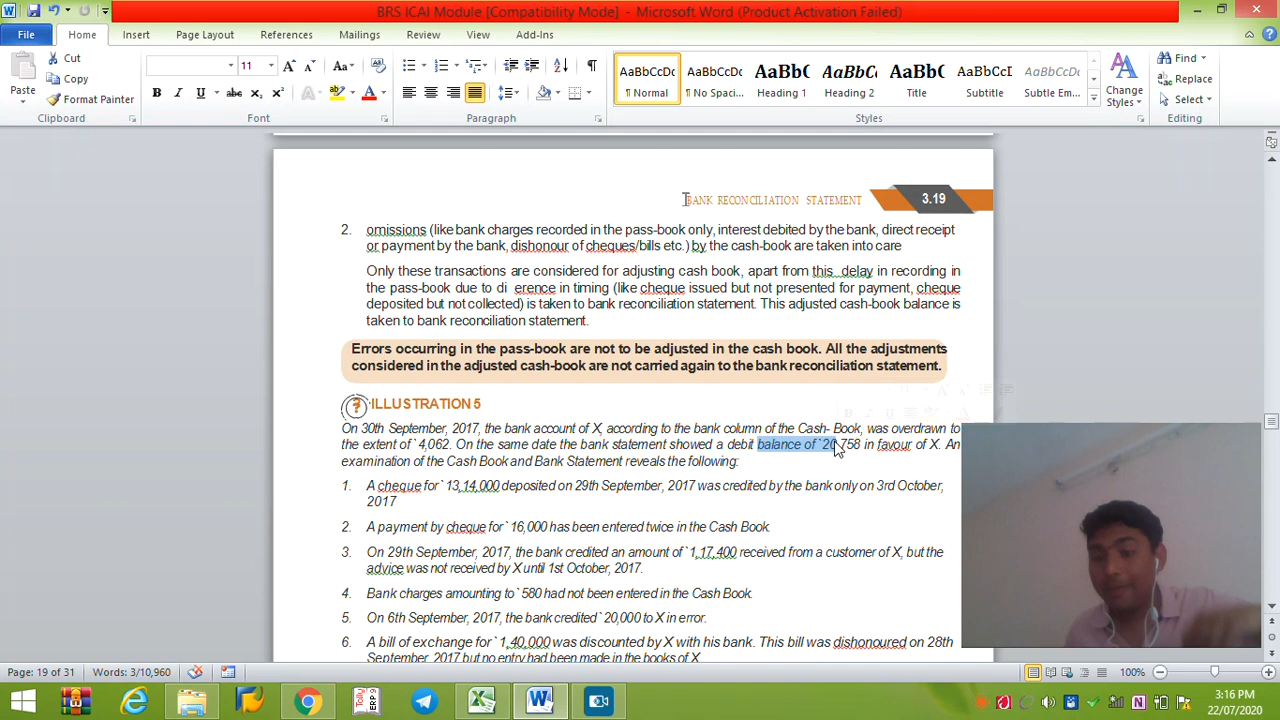 BRS ICAI Module [Compatibility Mode] - Microsoft Word (Product Activation Failed)
File Home Insert Page Layout References Mailings Review View Add-Ins
Paste Cut Copy Format Painter Clipboard
11 Aa Font
Paragraph
AaBbCcDc ¶ Normal AaBbCcDc ¶ No Spaci... AaBbC Heading 1 AaBbCc Heading 2 AaBbC Title AaBbCcD Subtitle AaBbCcDc Subtle Em... Change Styles Styles
Find Replace Select Editing
BANK RECONCILIATION STATEMENT 3.19
2. omissions (like bank charges recorded in the pass-book only, interest debited by the bank, direct receipt
or payment by the bank, dishonour of cheques/bills etc.) by the cash-book are taken into care
Only these transactions are considered for adjusting cash book, apart from this delay in recording in
the pass-book due to di erence in timing (like cheque issued but not presented for payment, cheque
deposited but not collected) is taken to bank reconciliation statement. This adjusted cash-book balance is
taken to bank reconciliation statement.
Errors occurring in the pass-book are not to be adjusted in the cash book. All the adjustments
considered in the adjusted cash-book are not carried again to the bank reconciliation statement.
? ILLUSTRATION 5
On 30th September, 2017, the bank account of X, according to the bank column of the Cash- Book, was overdrawn to
the extent of ` 4,062. On the same date the bank statement showed a debit balance of ` 20,758 in favour of X. An
examination of the Cash Book and Bank Statement reveals the following:
1. A cheque for ` 13,14,000 deposited on 29th September, 2017 was credited by the bank only on 3rd October,
2017
2. A payment by cheque for ` 16,000 has been entered twice in the Cash Book.
3. On 29th September, 2017, the bank credited an amount of ` 1,17,400 received from a customer of X, but the
advice was not received by X until 1st October, 2017.
4. Bank charges amounting to ` 580 had not been entered in the Cash Book.
5. On 6th September, 2017, the bank credited ` 20,000 to X in error.
6. A bill of exchange for ` 1,40,000 was discounted by X with his bank. This bill was dishonoured on 28th
September, 2017 but no entry had been made in the books of X.
Page: 19 of 31 Words: 3/10,960 100%
3:16 PM
22/07/2020